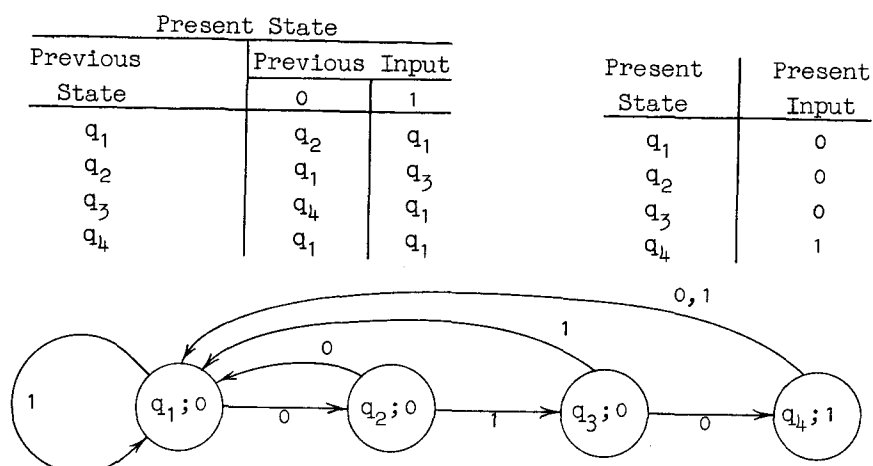 Present State
Previous State | Previous Input
0 | 1
q₁ | q₂ | q₁
q₂ | q₁ | q₃
q₃ | q₄ | q₁
q₄ | q₁ | q₁
Present State | Present Input
q₁ | 0
q₂ | 0
q₃ | 0
q₄ | 1
0,1
1
0
1
q₁;0
0
q₂;0
1
q₃;0
0
q₄;1